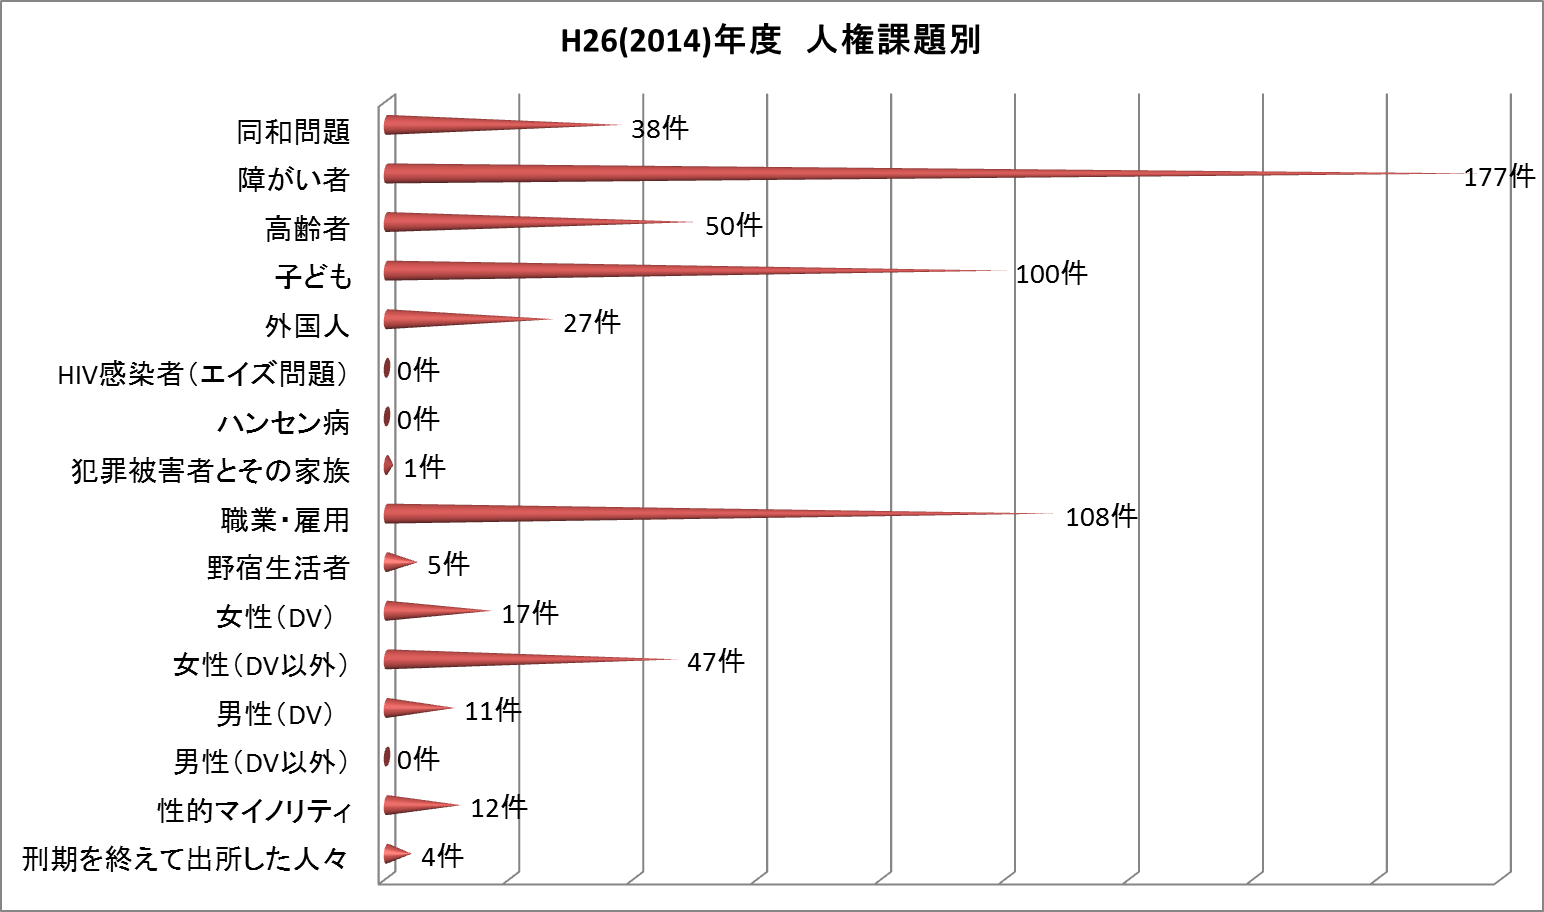 H26(2014)年度　人権課題別
同和問題 38件
障がい者 177件
高齢者 50件
子ども 100件
外国人 27件
HIV感染者（エイズ問題） 0件
ハンセン病 0件
犯罪被害者とその家族 1件
職業・雇用 108件
野宿生活者 5件
女性（DV） 17件
女性（DV以外） 47件
男性（DV） 11件
男性（DV以外） 0件
性的マイノリティ 12件
刑期を終えて出所した人々 4件